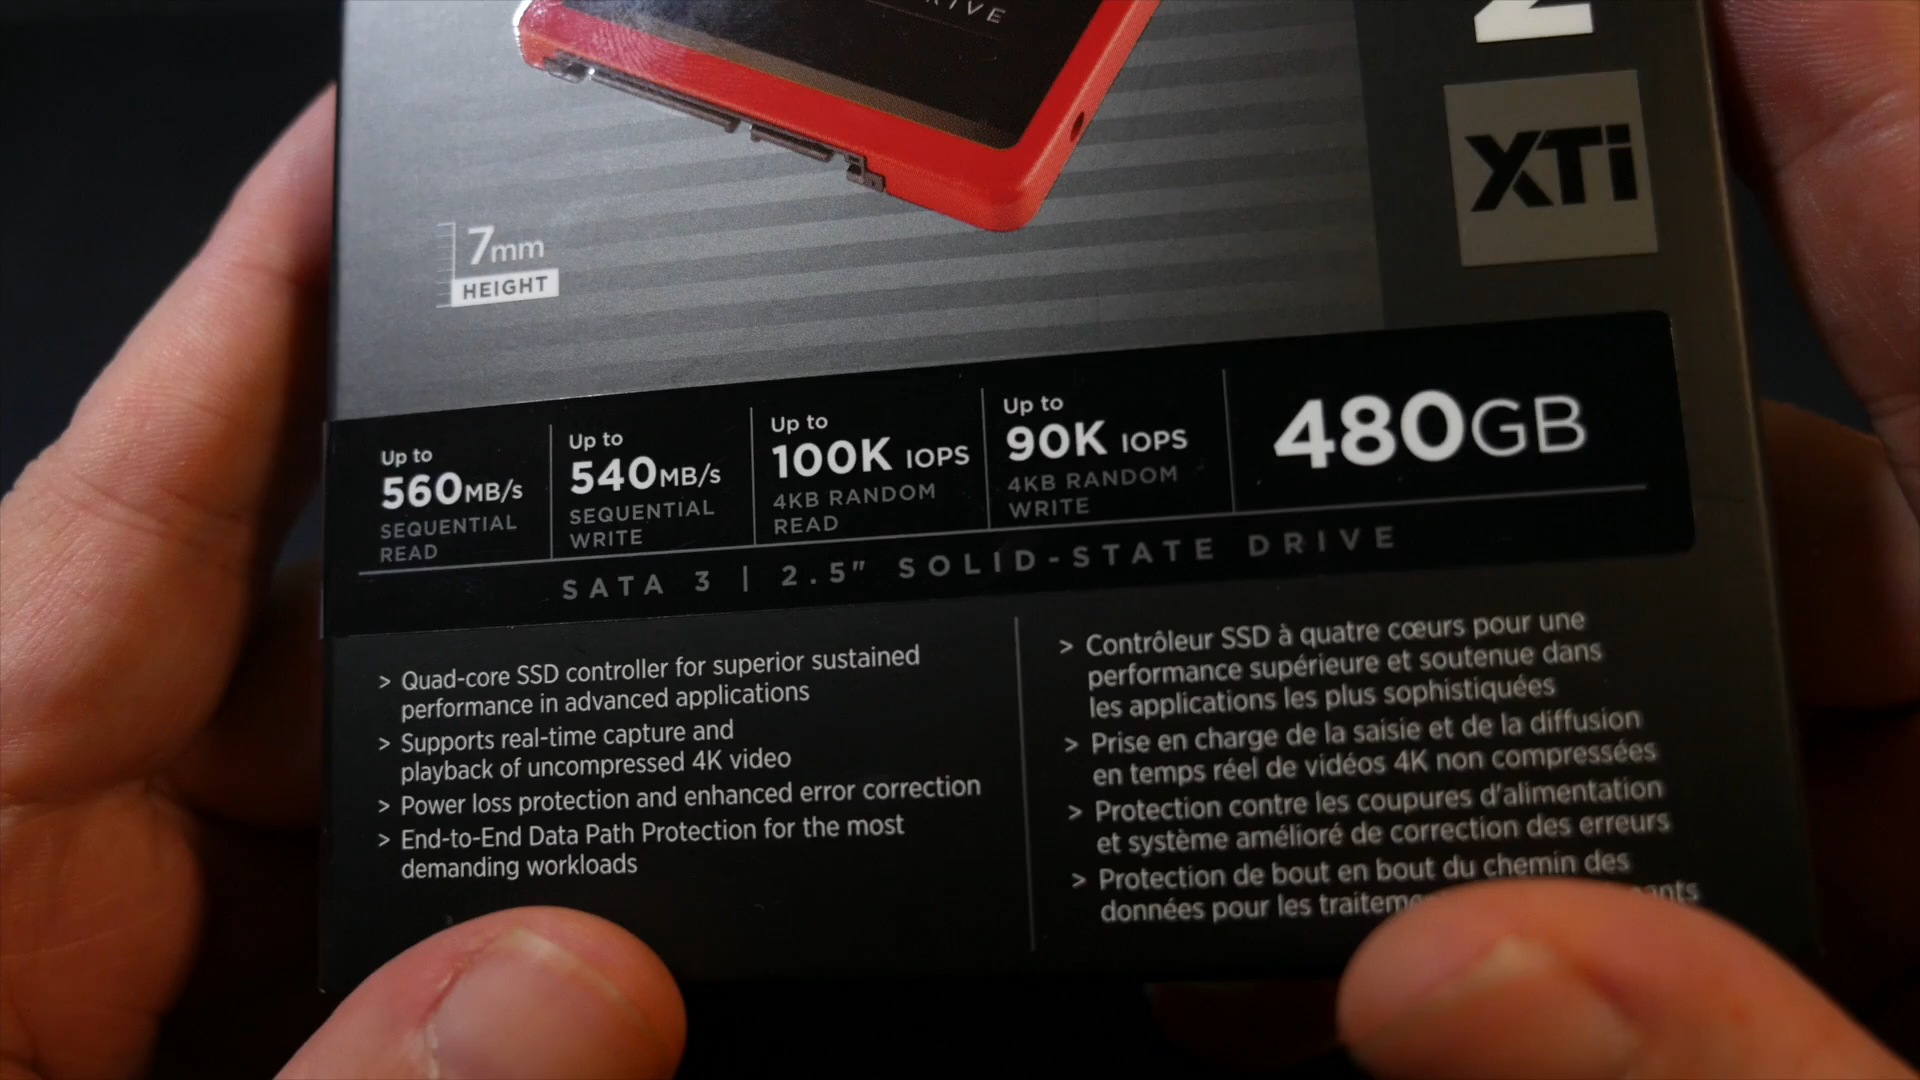 XTi
7mm
HEIGHT
Up to
560MB/s
SEQUENTIAL
READ
Up to
540MB/s
SEQUENTIAL
WRITE
Up to
100K IOPS
4KB RANDOM
READ
Up to
90K IOPS
4KB RANDOM
WRITE
480GB
SATA 3 | 2.5" SOLID-STATE DRIVE
> Quad-core SSD controller for superior sustained
performance in advanced applications
> Supports real-time capture and
playback of uncompressed 4K video
> Power loss protection and enhanced error correction
> End-to-End Data Path Protection for the most
demanding workloads
> Contrôleur SSD à quatre cœurs pour une
performance supérieure et soutenue dans
les applications les plus sophistiquées
> Prise en charge de la saisie et de la diffusion
en temps réel de vidéos 4K non compressées
> Protection contre les coupures d'alimentation
et système amélioré de correction des erreurs
> Protection de bout en bout du chemin des
données pour les